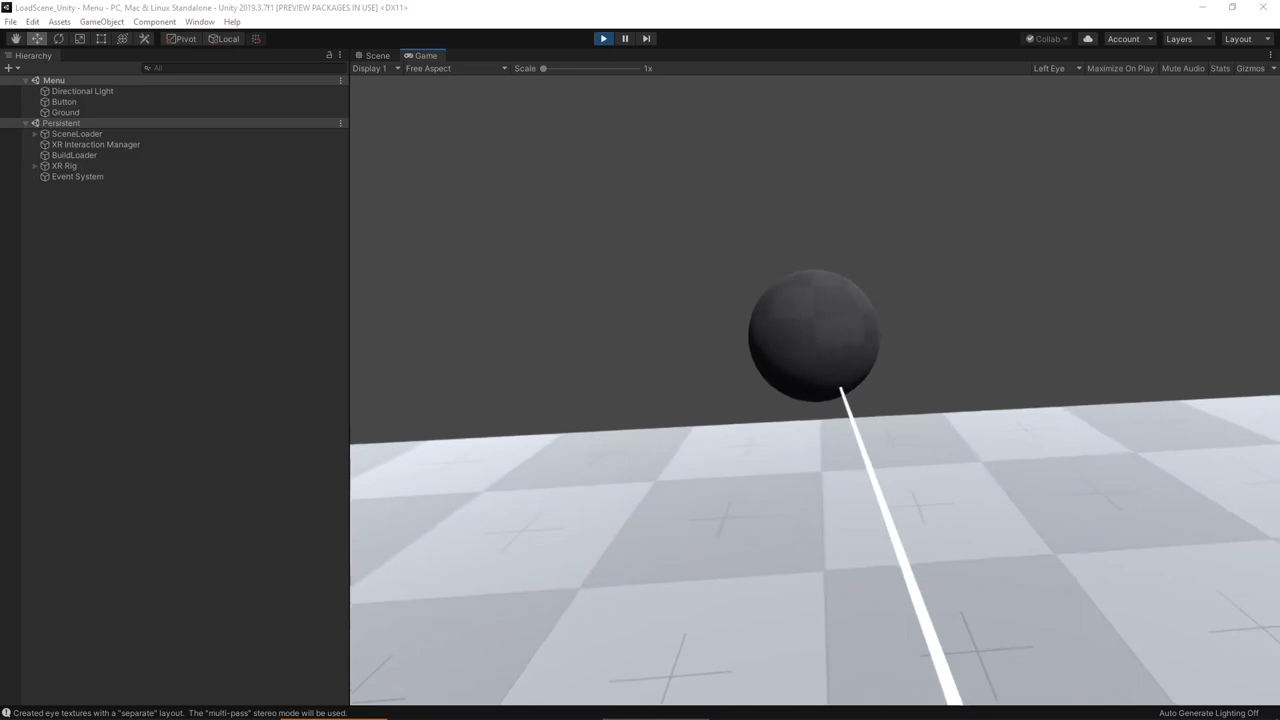 LoadScene_Unity - Menu - PC, Mac & Linux Standalone - Unity 2019.3.7f1 [PREVIEW PACKAGES IN USE] <DX11>
File Edit Assets GameObject Component Window Help
Pivot Local Collab Account Layers Layout
Hierarchy Scene Game
All Display 1 Free Aspect Scale 1x Left Eye Maximize On Play Mute Audio Stats Gizmos
Menu
Directional Light
Button
Ground
Persistent
SceneLoader
XR Interaction Manager
BuildLoader
XR Rig
Event System
Created eye textures with a "separate" layout. The "multi-pass" stereo mode will be used. Auto Generate Lighting Off